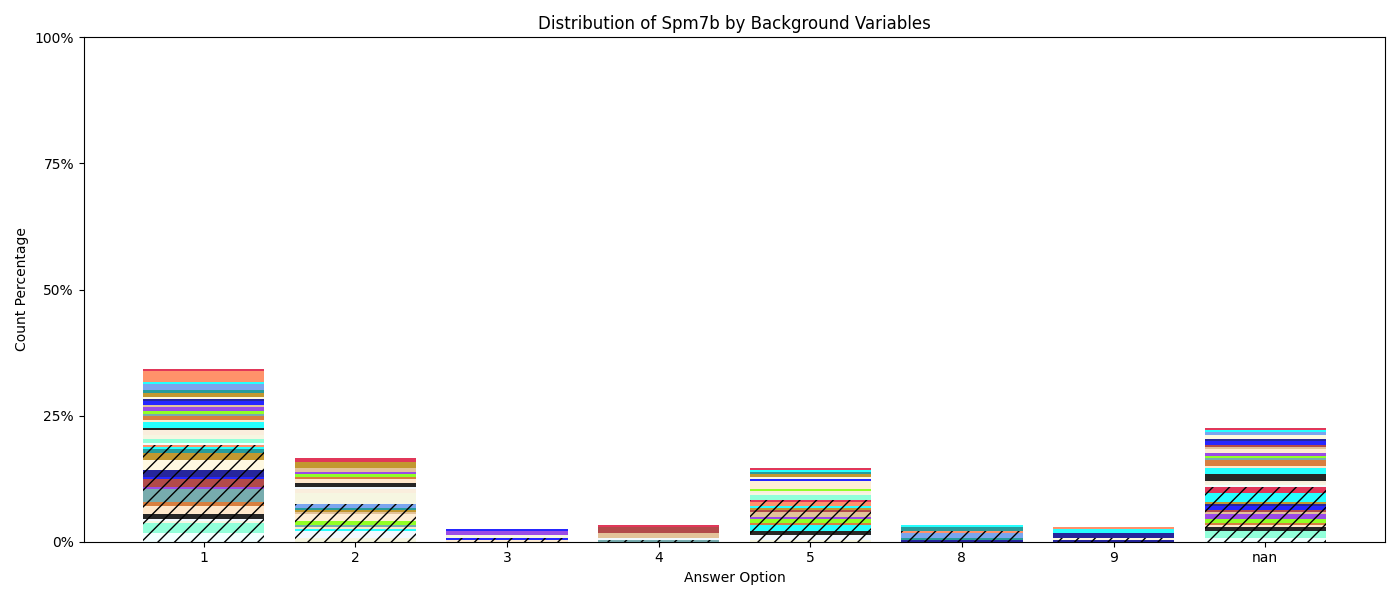 Distribution of Spm7b by Background Variables
100%
75%
50%
25%
0%
Count Percentage
1 2 3 4 5 8 9 nan
Answer Option